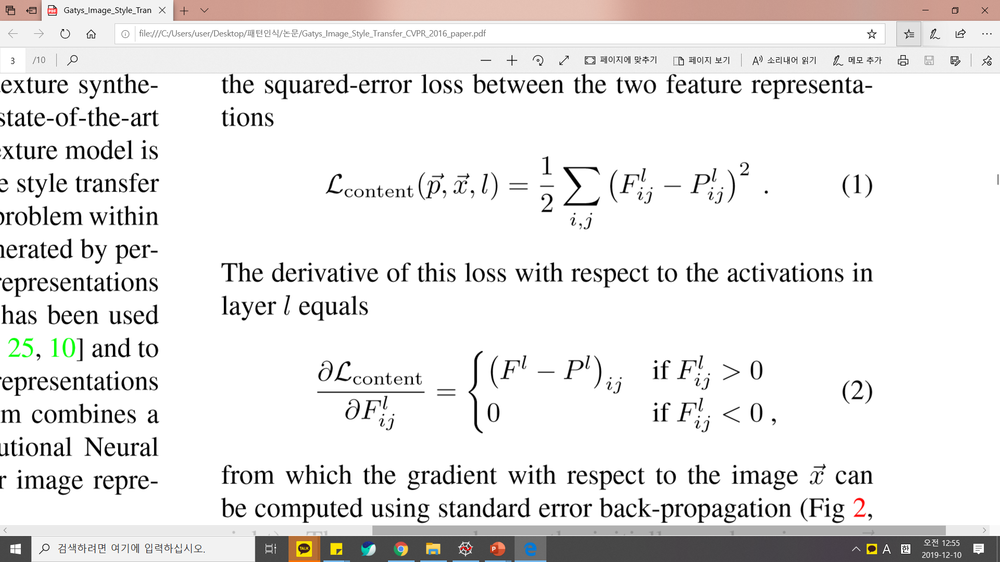 Gatys_Image_Style_Tran
file:///C:/Users/user/Desktop/패턴인식/논문/Gatys_Image_Style_Transfer_CVPR_2016_paper.pdf
3 /10 페이지에 맞추기 페이지 보기 소리내어 읽기 메모 추가
exture synthe-
state-of-the-art
exture model is
e style transfer
problem within
nerated by per-
representations
has been used
25, 10] and to
representations
m combines a
utional Neural
r image repre-
the squared-error loss between the two feature representa-
tions
$\mathcal{L}_{\text{content}}(\vec{p}, \vec{x}, l) = \frac{1}{2} \sum_{i,j} \left( F^l_{ij} - P^l_{ij} \right)^2 .$ (1)
The derivative of this loss with respect to the activations in
layer l equals
$\frac{\partial \mathcal{L}_{\text{content}}}{\partial F^l_{ij}} = \begin{cases} \left( F^l - P^l \right)_{ij} & \text{if } F^l_{ij} > 0 \\ 0 & \text{if } F^l_{ij} < 0 , \end{cases}$ (2)
from which the gradient with respect to the image $\vec{x}$ can
be computed using standard error back-propagation (Fig 2,
검색하려면 여기에 입력하십시오.
TALK
A 한
오전 12:55
2019-12-10